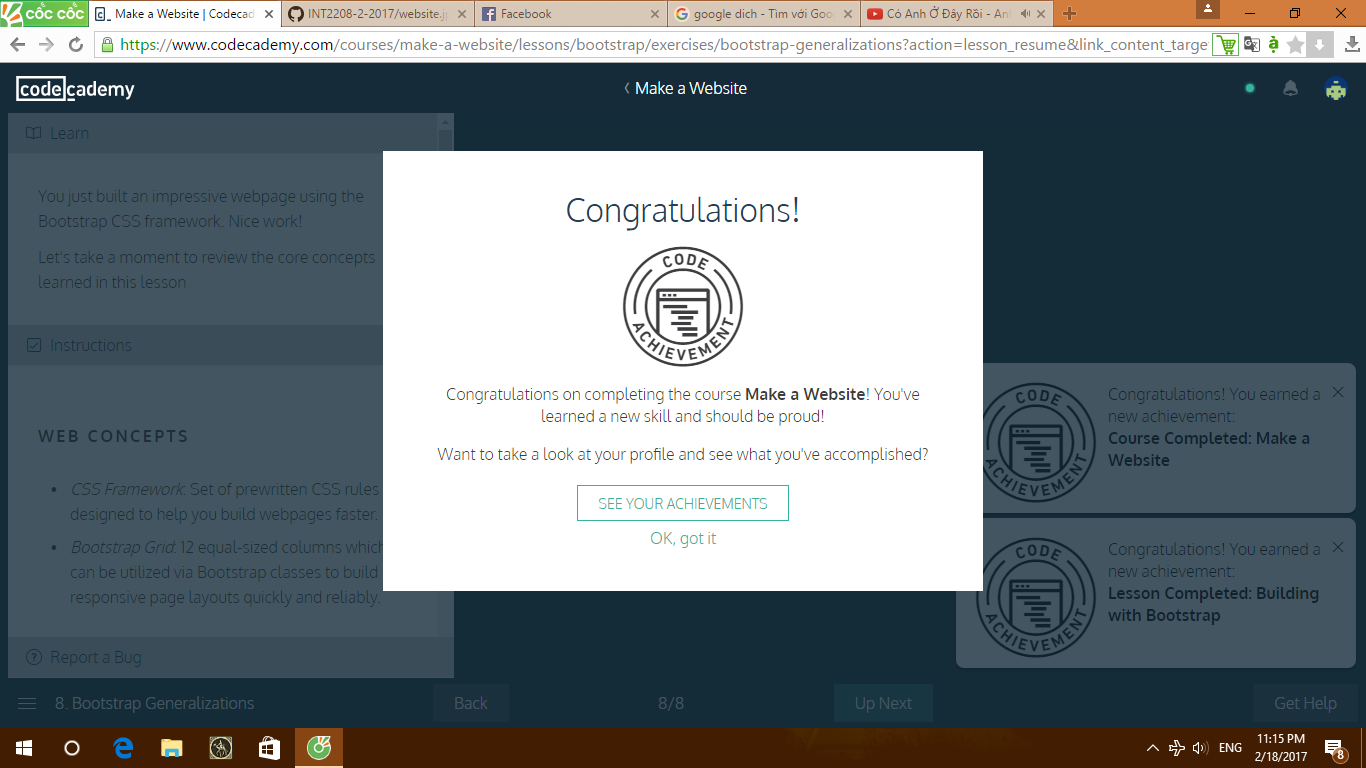 CỐC CỐC
Make a Website | Codecad
INT2208-2-2017/website.j
Facebook
google dich - Tìm với Goo
Có Anh Ở Đây Rồi - Anh
https://www.codecademy.com/courses/make-a-website/lessons/bootstrap/exercises/bootstrap-generalizations?action=lesson_resume&link_content_targe
codecademy
Make a Website
Learn
You just built an impressive webpage using the
Bootstrap CSS framework. Nice work!
Let's take a moment to review the core concepts
learned in this lesson
Instructions
WEB CONCEPTS
• CSS Framework: Set of prewritten CSS rules
designed to help you build webpages faster.
• Bootstrap Grid: 12 equal-sized columns which
can be utilized via Bootstrap classes to build
responsive page layouts quickly and reliably.
Report a Bug
Congratulations!
CODE
ACHIEVEMENT
Congratulations on completing the course Make a Website! You've
learned a new skill and should be proud!
Want to take a look at your profile and see what you've accomplished?
SEE YOUR ACHIEVEMENTS
OK, got it
CODE
ACHIEVEMENT
Congratulations! You earned a
new achievement:
Course Completed: Make a
Website
CODE
ACHIEVEMENT
Congratulations! You earned a
new achievement:
Lesson Completed: Building
with Bootstrap
8. Bootstrap Generalizations
Back
8/8
Up Next
Get Help
ENG
11:15 PM
2/18/2017
8